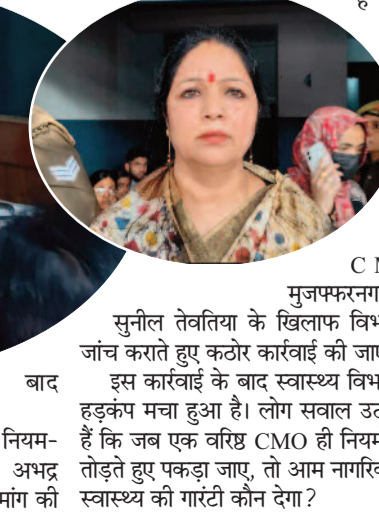 ह
C M
मुजफ्फरनग
सुनील तेवतिया के खिलाफ विभ
जांच कराते हुए कठोर कार्रवाई की जाए
इस कार्रवाई के बाद स्वास्थ्य विभ
हड़कंप मचा हुआ है। लोग सवाल उठ
हैं कि जब एक वरिष्ठ CMO ही नियम
तोड़ते हुए पकड़ा जाए, तो आम नागरिक
स्वास्थ्य की गारंटी कौन देगा?
बाद
नियम-
अभद्र
मांग की